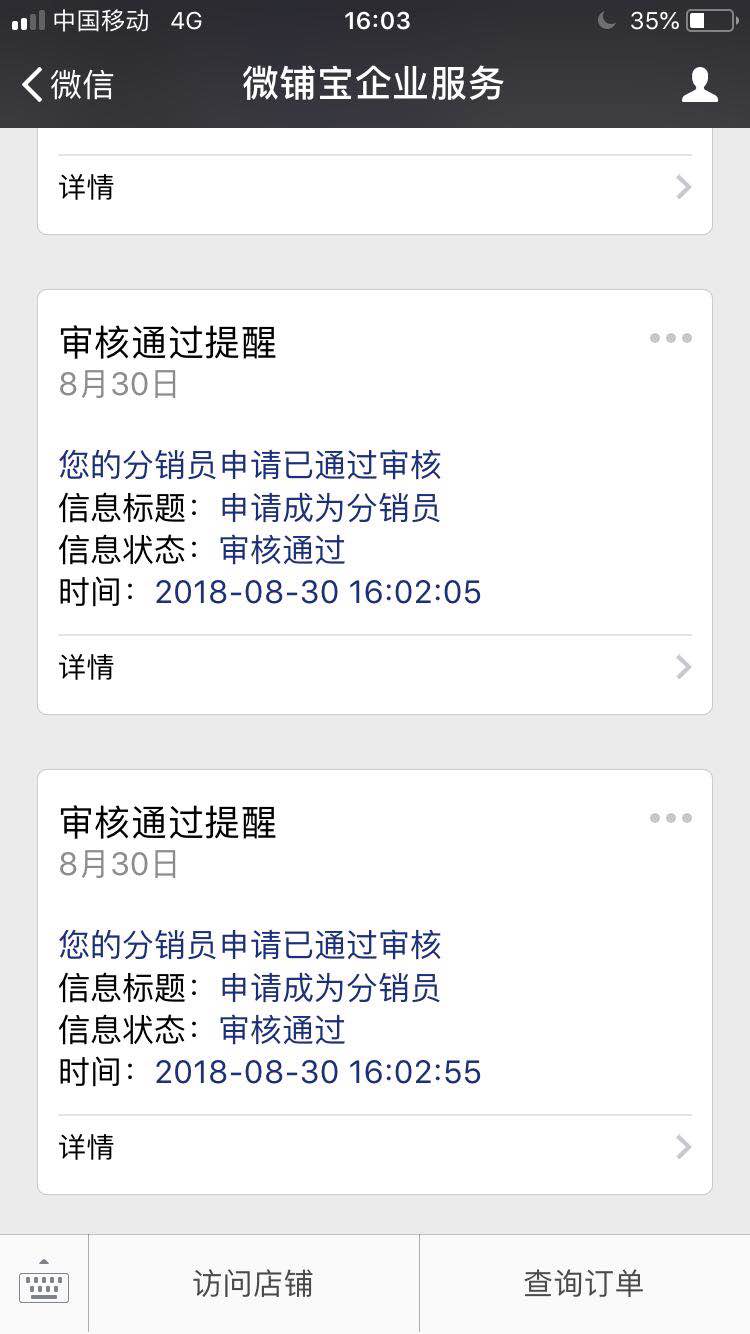 中国移动 4G 16:03 35%
微信 微铺宝企业服务
详情
审核通过提醒
8月30日
您的分销员申请已通过审核
信息标题：申请成为分销员
信息状态：审核通过
时间：2018-08-30 16:02:05
详情
审核通过提醒
8月30日
您的分销员申请已通过审核
信息标题：申请成为分销员
信息状态：审核通过
时间：2018-08-30 16:02:55
详情
访问店铺 查询订单